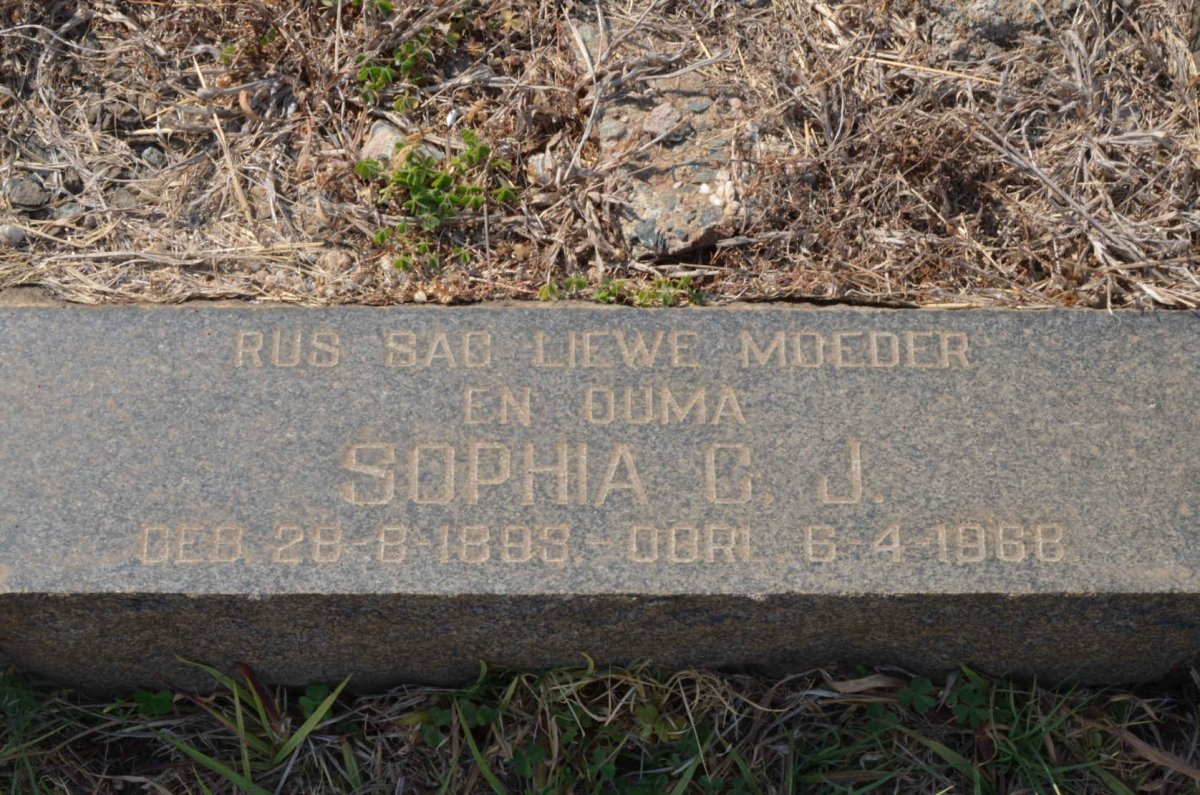 RUS SAG LIEWE MOEDER
EN OUMA
SOPHIA C. J.
GEB. 28-8-1893.- OORL. 6-4-1968